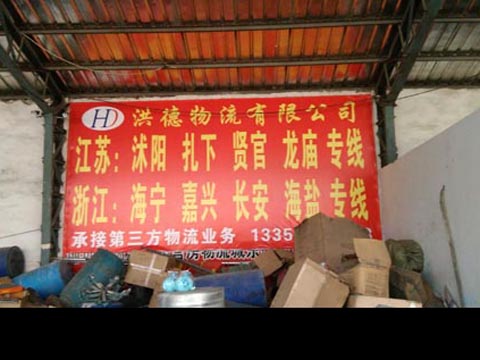 HD 洪德物流有限公司
江苏：沭阳 扎下 贤官 龙庙 专线
浙江：海宁 嘉兴 长安 海盐 专线
承接第三方物流业务 1335